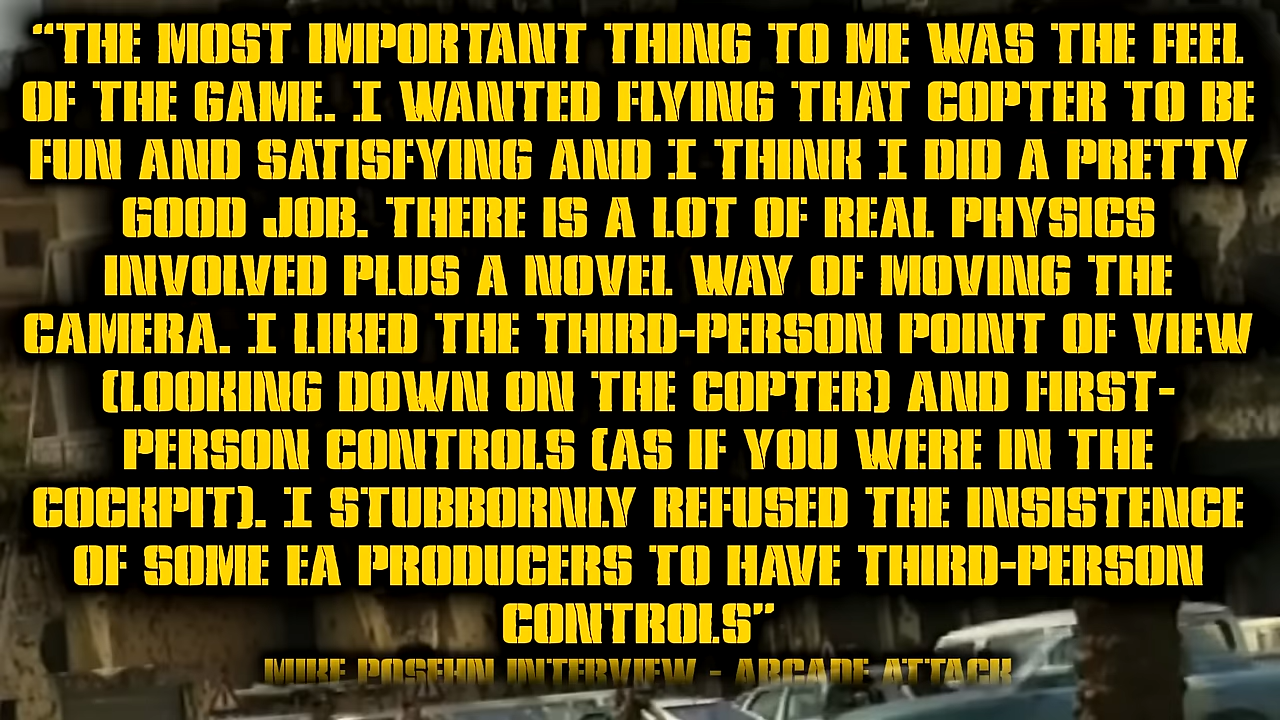 “THE MOST IMPORTANT THING TO ME WAS THE FEEL
OF THE GAME. I WANTED FLYING THAT COPTER TO BE
FUN AND SATISFYING AND I THINK I DID A PRETTY
GOOD JOB. THERE IS A LOT OF REAL PHYSICS
INVOLVED PLUS A NOVEL WAY OF MOVING THE
CAMERA. I LIKED THE THIRD-PERSON POINT OF VIEW
(LOOKING DOWN ON THE COPTER) AND FIRST-
PERSON CONTROLS (AS IF YOU WERE IN THE
COCKPIT). I STUBBORNLY REFUSED THE INSISTENCE
OF SOME EA PRODUCERS TO HAVE THIRD-PERSON
CONTROLS”
MIKE POSEHN INTERVIEW - ARCADE ATTACK